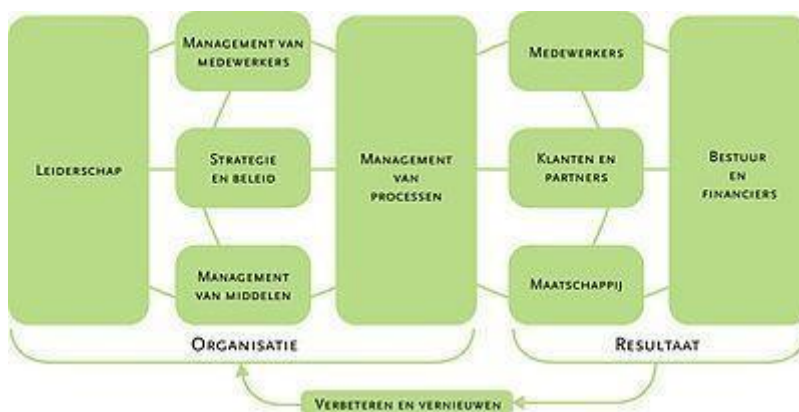 LEIDERSCHAP
MANAGEMENT VAN
MEDEWERKERS
STRATEGIE
EN BELEID
MANAGEMENT
VAN MIDDELEN
MANAGEMENT
VAN
PROCESSEN
MEDEWERKERS
KLANTEN EN
PARTNERS
MAATSCHAPPIJ
BESTUUR
EN
FINANCIERS
ORGANISATIE
RESULTAAT
VERBETEREN EN VERNIEUWEN